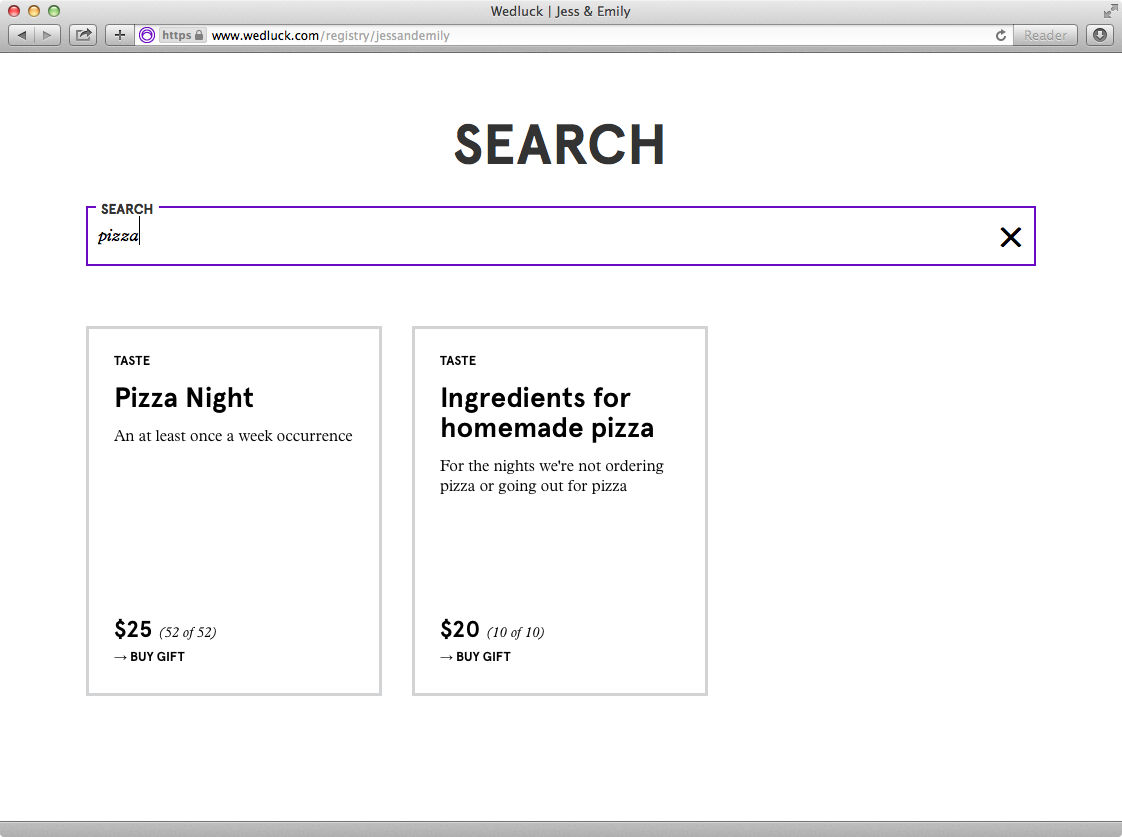 Wedluck | Jess & Emily
https www.wedluck.com/registry/jessandemily Reader
SEARCH
SEARCH
pizza
TASTE
Pizza Night
An at least once a week occurrence
$25 (52 of 52)
→ BUY GIFT
TASTE
Ingredients for
homemade pizza
For the nights we're not ordering
pizza or going out for pizza
$20 (10 of 10)
→ BUY GIFT